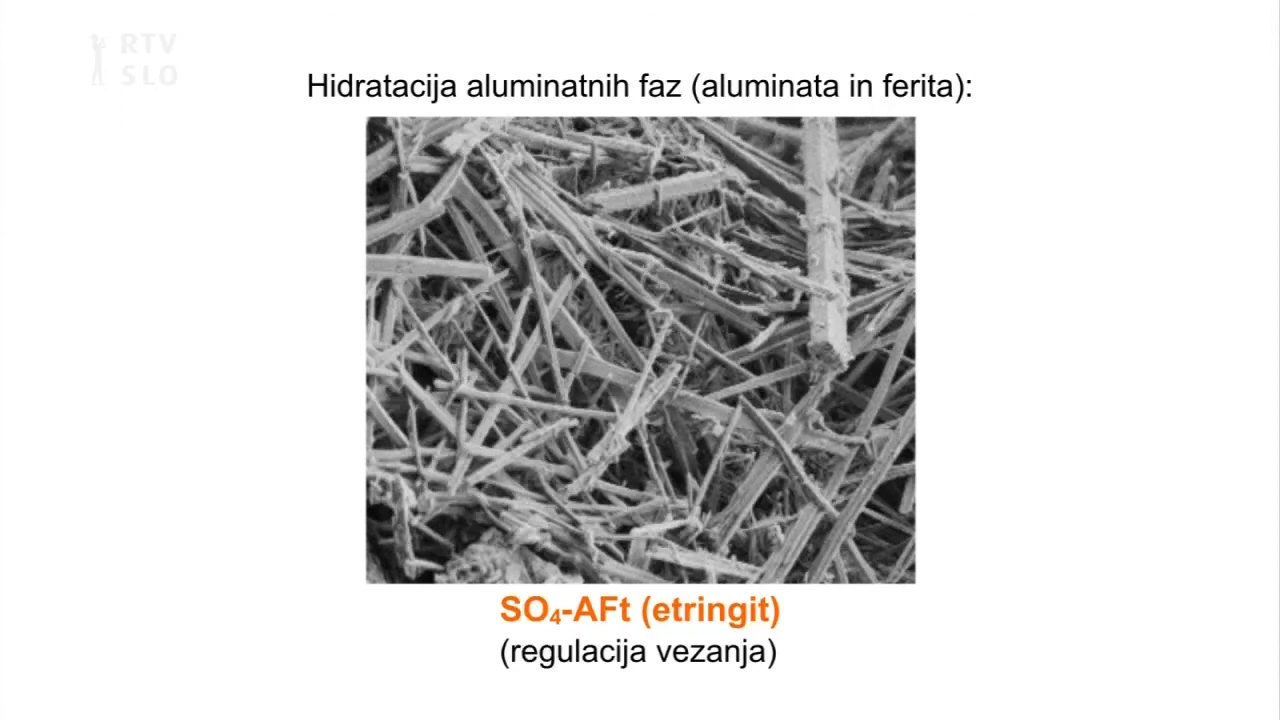 RTV
SLO
Hidratacija aluminatnih faz (aluminata in ferita):
SO₄-AFt (etringit)
(regulacija vezanja)